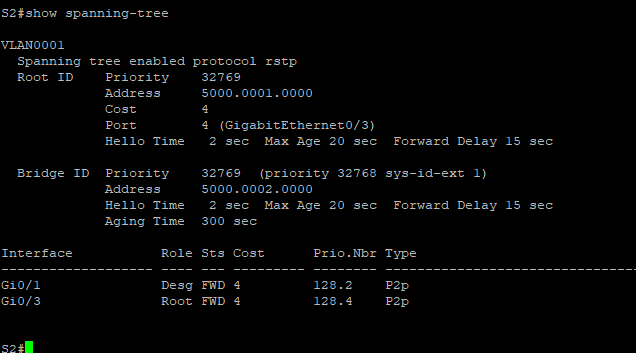 S2#show spanning-tree
VLAN0001
  Spanning tree enabled protocol rstp
  Root ID    Priority    32769
             Address     5000.0001.0000
             Cost        4
             Port        4 (GigabitEthernet0/3)
             Hello Time   2 sec  Max Age 20 sec  Forward Delay 15 sec
  Bridge ID  Priority    32769  (priority 32768 sys-id-ext 1)
             Address     5000.0002.0000
             Hello Time   2 sec  Max Age 20 sec  Forward Delay 15 sec
             Aging Time  300 sec
Interface           Role Sts Cost      Prio.Nbr Type
------------------- ---- --- --------- -------- --------------------------------
Gi0/1               Desg FWD 4         128.2    P2p
Gi0/3               Root FWD 4         128.4    P2p
S2#